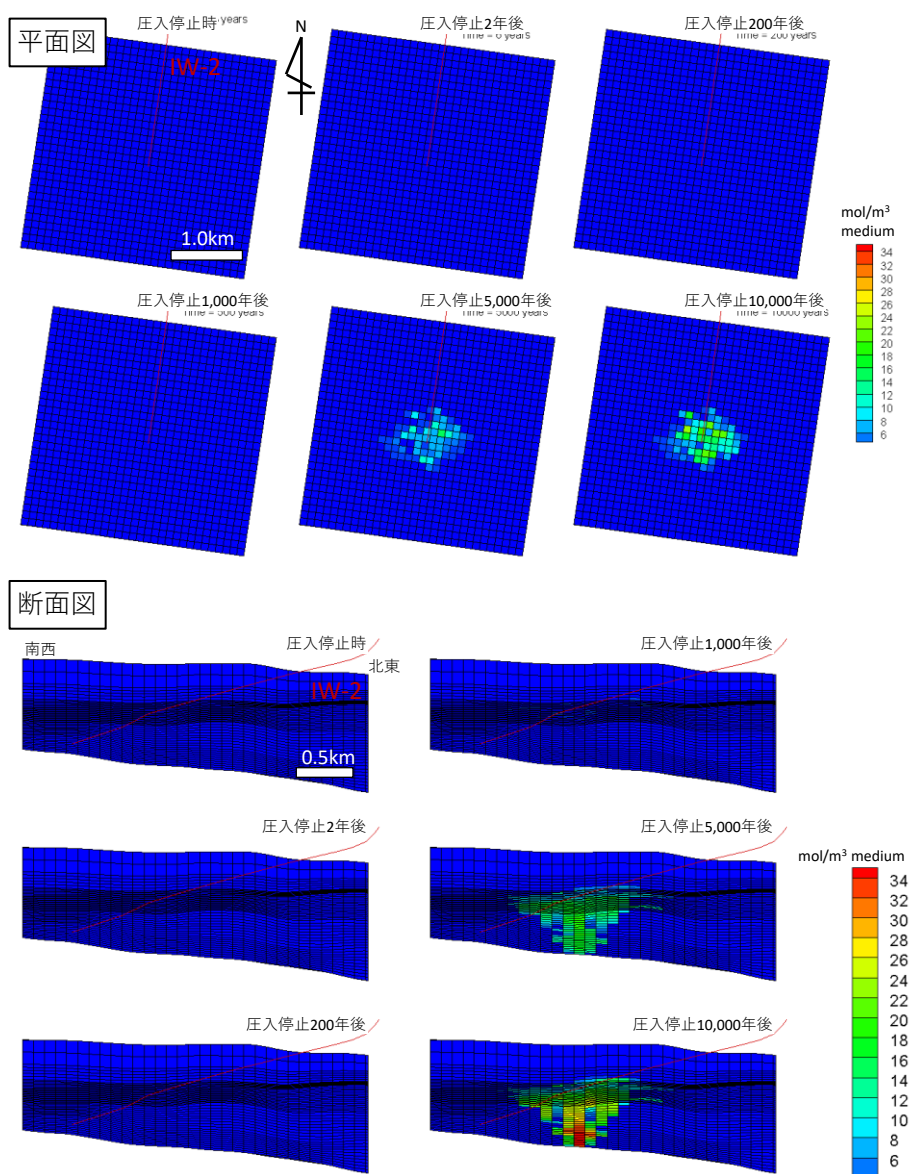 平面図
圧入停止時 years
圧入停止2年後
Time = 6 years
圧入停止200年後
Time = 200 years
IW-2
N
1.0km
mol/m³
medium
34
32
30
28
26
24
22
20
18
16
14
12
10
8
6
圧入停止1,000年後
Time = 500 years
圧入停止5,000年後
Time = 5000 years
圧入停止10,000年後
Time = 10000 years
断面図
南西
圧入停止時
北東
IW-2
0.5km
圧入停止1,000年後
圧入停止2年後
圧入停止5,000年後
mol/m³ medium
34
32
30
28
26
24
22
20
18
16
14
12
10
8
6
圧入停止200年後
圧入停止10,000年後